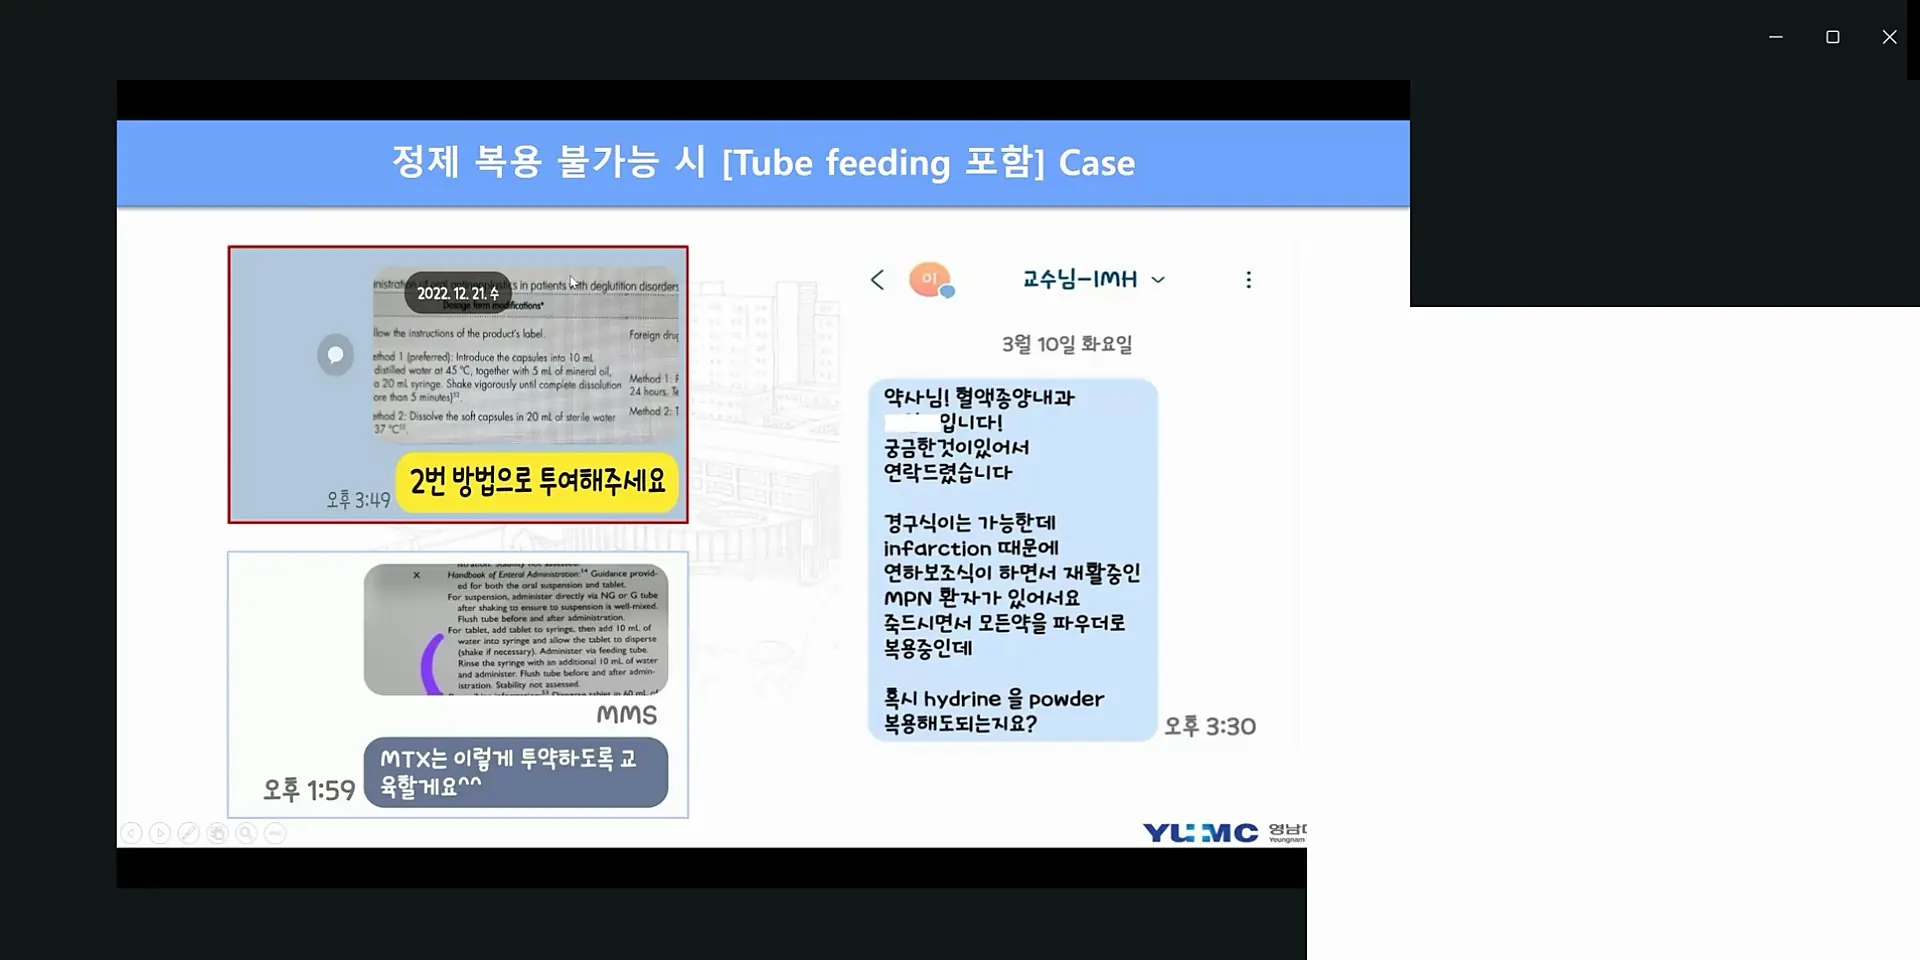 정제 복용 불가능 시 [Tube feeding 포함] Case
nistration of oral antineoplastics in patients with deglutition disorders
2022. 12. 21. 수
Dosage form modifications*
llow the instructions of the product's label.
Foreign drug
ethod 1 (preferred): Introduce the capsules into 10 mL
distilled water at 45 °C, together with 5 mL of mineral oil,
a 20 mL syringe. Shake vigorously until complete dissolution
ore than 5 minutes)
Method 1: F
24 hours. Te
ethod 2: Dissolve the soft capsules in 20 mL of sterile water
37 °C
Method 2: T
2번 방법으로 투여해주세요
오후 3:49
x
Handbook of Enteral Administration: Guidance provid-
ed for both the oral suspension and tablet.
For suspension, administer directly via NG or G tube
after shaking to ensure to suspension is well-mixed.
Flush tube before and after administration.
For tablet, add tablet to syringe, then add 10 mL of
water into syringe and allow the tablet to disperse
(shake if necessary). Administer via feeding tube.
Rinse the syringe with an additional 10 mL of water
and administer. Flush tube before and after admin-
istration. Stability not assessed.
MMS
MTX는 이렇게 투약하도록 교
육할게요^^
오후 1:59
이
교수님-IMH
3월 10일 화요일
약사님! 혈액종양내과
입니다!
궁금한것이있어서
연락드렸습니다
경구식이는 가능한데
infarction 때문에
연하보조식이 하면서 재활중인
MPN 환자가 있어서요
죽드시면서 모든약을 파우더로
복용중인데
혹시 hydrine 을 powder
복용해도되는지요?
오후 3:30
YUMC 영남대
Yeungnam